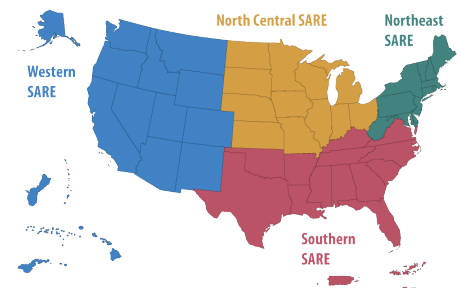 North Central SARE
Northeast
SARE
Western
SARE
Southern
SARE